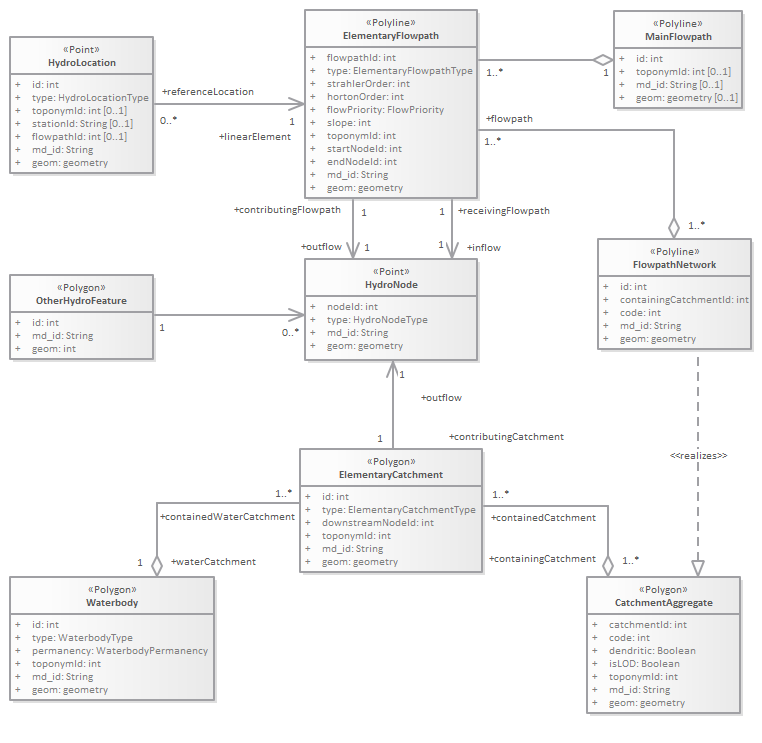 «Point»
HydroLocation
+ id: int
+ type: HydroLocationType
+ toponymId: int [0..1]
+ stationId: String [0..1]
+ flowpathId: int [0..1]
+ md_id: String
+ geom: geometry
+referenceLocation
0..*
1
+linearElement
«Polyline»
ElementaryFlowpath
+ flowpathId: int
+ type: ElementaryFlowpathType
+ strahlerOrder: int
+ hortonOrder: int
+ flowPriority: FlowPriority
+ slope: int
+ toponymId: int
+ startNodeId: int
+ endNodeId: int
+ md_id: String
+ geom: geometry
1..*
1
«Polyline»
MainFlowpath
+ id: int
+ toponymId: int [0..1]
+ md_id: String [0..1]
+ geom: geometry [0..1]
+flowpath
1..*
1..*
+contributingFlowpath
1
1
+receivingFlowpath
+outflow
1
1
+inflow
«Polyline»
FlowpathNetwork
+ id: int
+ containingCatchmentId: int
+ code: int
+ md_id: String
+ geom: geometry
«Polygon»
OtherHydroFeature
+ id: int
+ md_id: String
+ geom: int
1
0..*
«Point»
HydroNode
+ nodeId: int
+ type: HydroNodeType
+ md_id: String
+ geom: geometry
1
+outflow
1
+contributingCatchment
<<realizes>>
«Polygon»
ElementaryCatchment
+ id: int
+ type: ElementaryCatchmentType
+ downstreamNodeId: int
+ toponymId: int
+ md_id: String
+ geom: geometry
1..*
+containedWaterCatchment
1
+waterCatchment
1..*
+containedCatchment
+containingCatchment
1..*
«Polygon»
Waterbody
+ id: int
+ type: WaterbodyType
+ permanency: WaterbodyPermanency
+ toponymId: int
+ md_id: String
+ geom: geometry
«Polygon»
CatchmentAggregate
+ catchmentId: int
+ code: int
+ dendritic: Boolean
+ isLOD: Boolean
+ toponymId: int
+ md_id: String
+ geom: geometry